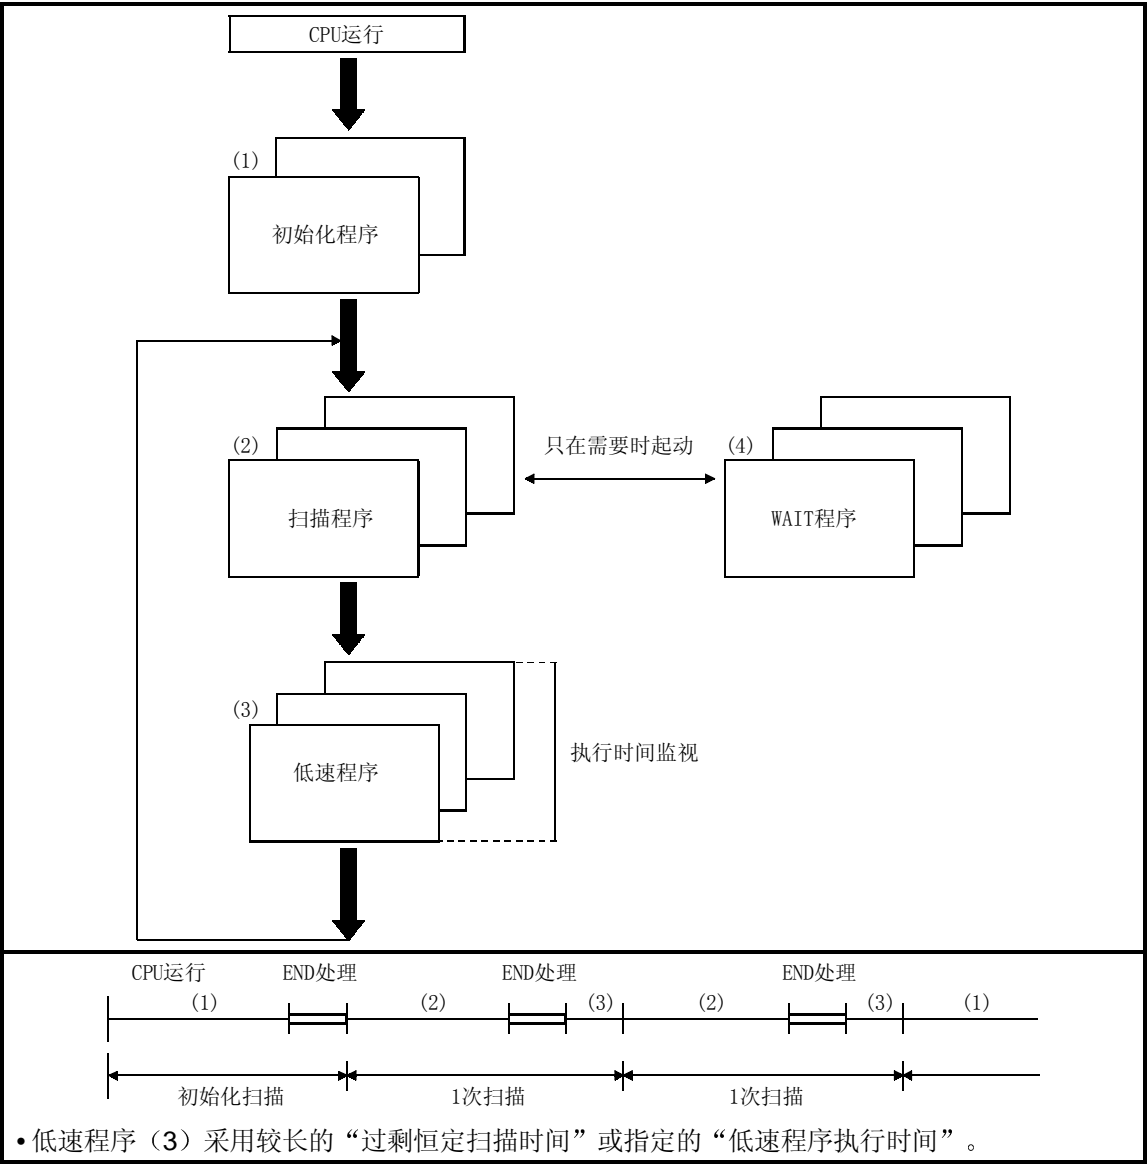 CPU运行
(1)
初始化程序
(2)
只在需要时起动
(4)
扫描程序
WAIT程序
(3)
执行时间监视
低速程序
CPU运行 END处理 END处理 END处理
(1) (2) (3) (2) (3) (1)
初始化扫描 1次扫描 1次扫描
•低速程序（3）采用较长的“过剩恒定扫描时间”或指定的“低速程序执行时间”。